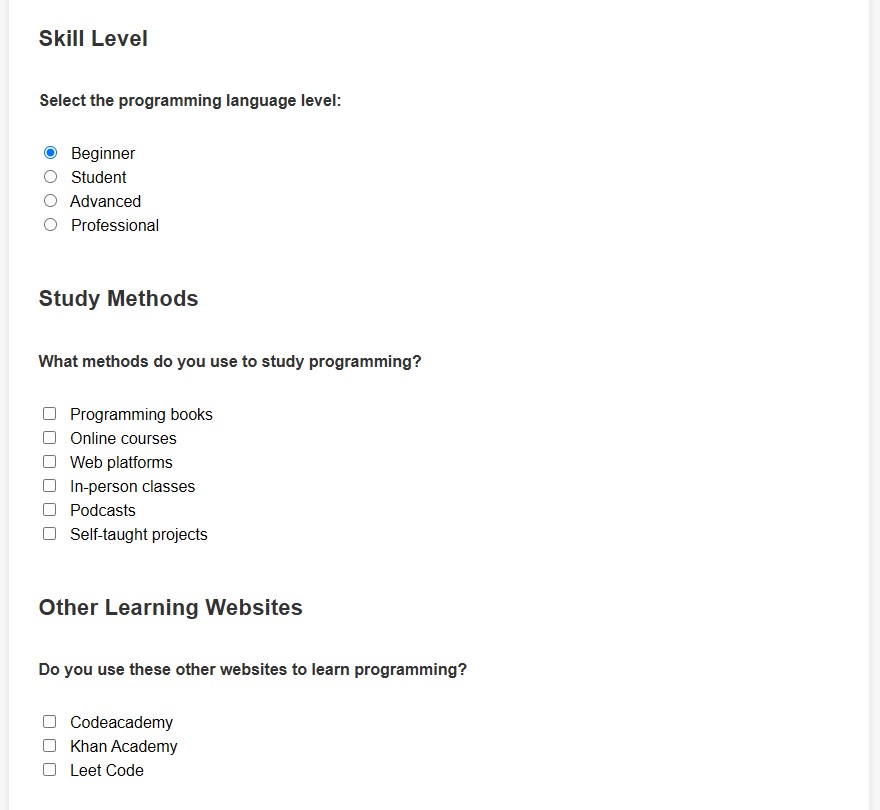 Skill Level
Select the programming language level:
Beginner
Student
Advanced
Professional
Study Methods
What methods do you use to study programming?
Programming books
Online courses
Web platforms
In-person classes
Podcasts
Self-taught projects
Other Learning Websites
Do you use these other websites to learn programming?
Codeacademy
Khan Academy
Leet Code